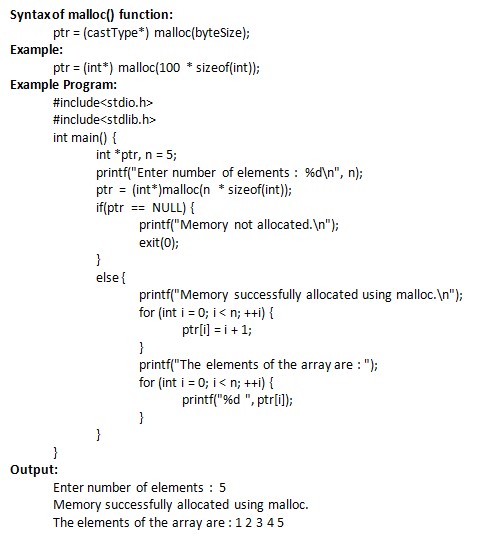 Syntax of malloc() function:
ptr = (castType*) malloc(byteSize);
Example:
ptr = (int*) malloc(100 * sizeof(int));
Example Program:
#include<stdio.h>
#include<stdlib.h>
int main() {
int *ptr, n = 5;
printf("Enter number of elements : %d\n", n);
ptr = (int*)malloc(n * sizeof(int));
if(ptr == NULL) {
printf("Memory not allocated.\n");
exit(0);
}
else {
printf("Memory successfully allocated using malloc.\n");
for (int i = 0; i < n; ++i) {
ptr[i] = i + 1;
}
printf("The elements of the array are : ");
for (int i = 0; i < n; ++i) {
printf("%d ", ptr[i]);
}
}
}
Output:
Enter number of elements : 5
Memory successfully allocated using malloc.
The elements of the array are : 1 2 3 4 5